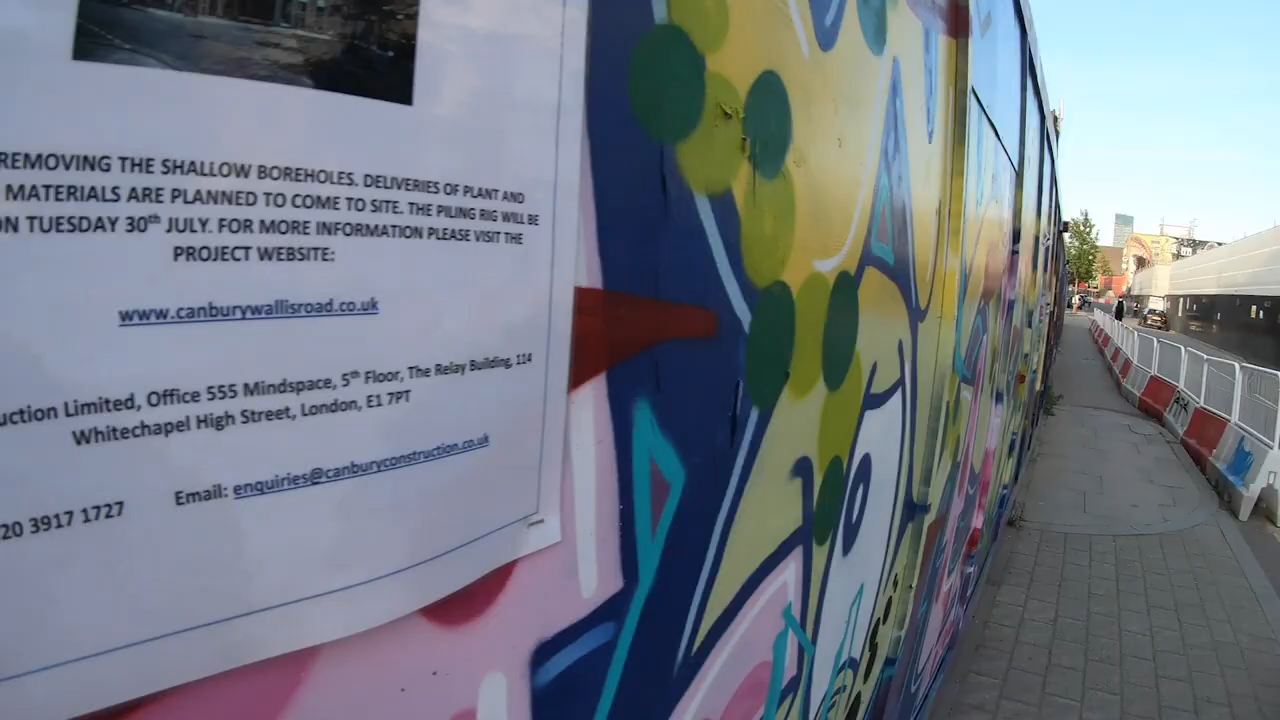 REMOVING THE SHALLOW BOREHOLES. DELIVERIES OF PLANT AND
MATERIALS ARE PLANNED TO COME TO SITE. THE PILING RIG WILL BE
ON TUESDAY 30th JULY. FOR MORE INFORMATION PLEASE VISIT THE
PROJECT WEBSITE:
www.canburywallisroad.co.uk
uction Limited, Office 555 Mindspace, 5th Floor, The Relay Building, 114
Whitechapel High Street, London, E1 7PT
20 3917 1727 Email: enquiries@canburyconstruction.co.uk